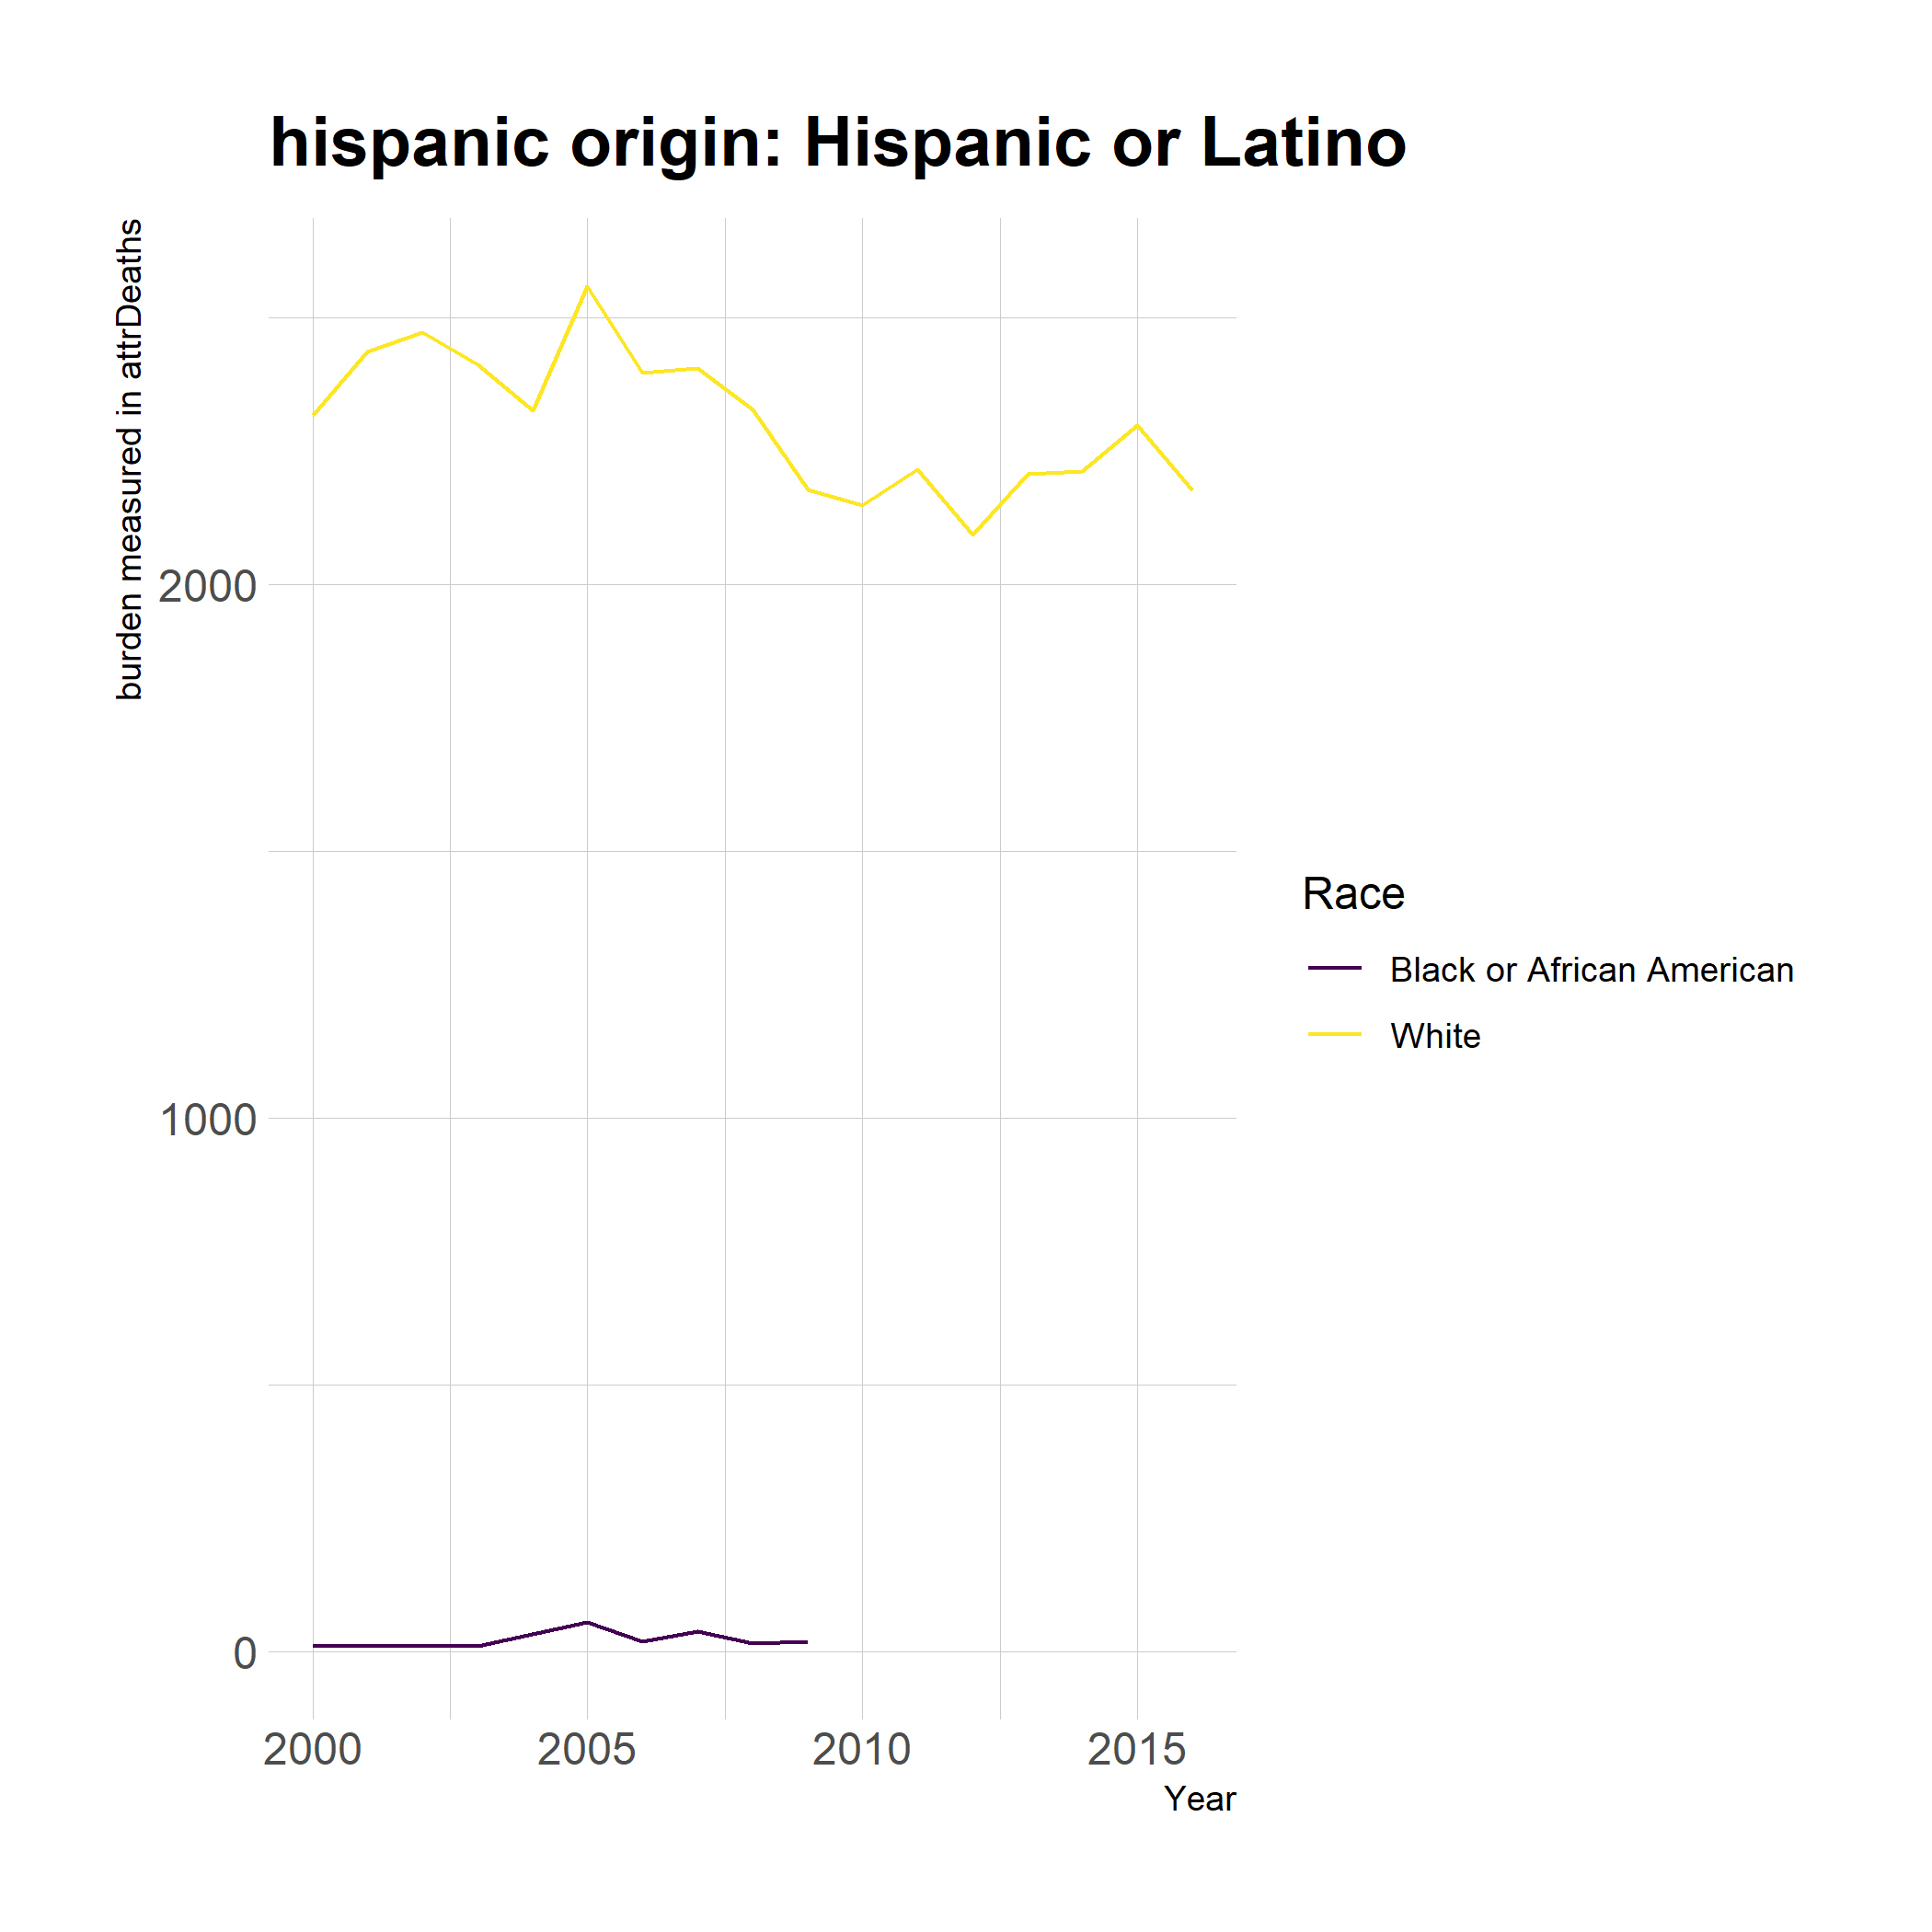 hispanic origin: Hispanic or Latino
burden measured in attrDeaths
2000
1000
0
2000
2005
2010
2015
Year
Race
Black or African American
White